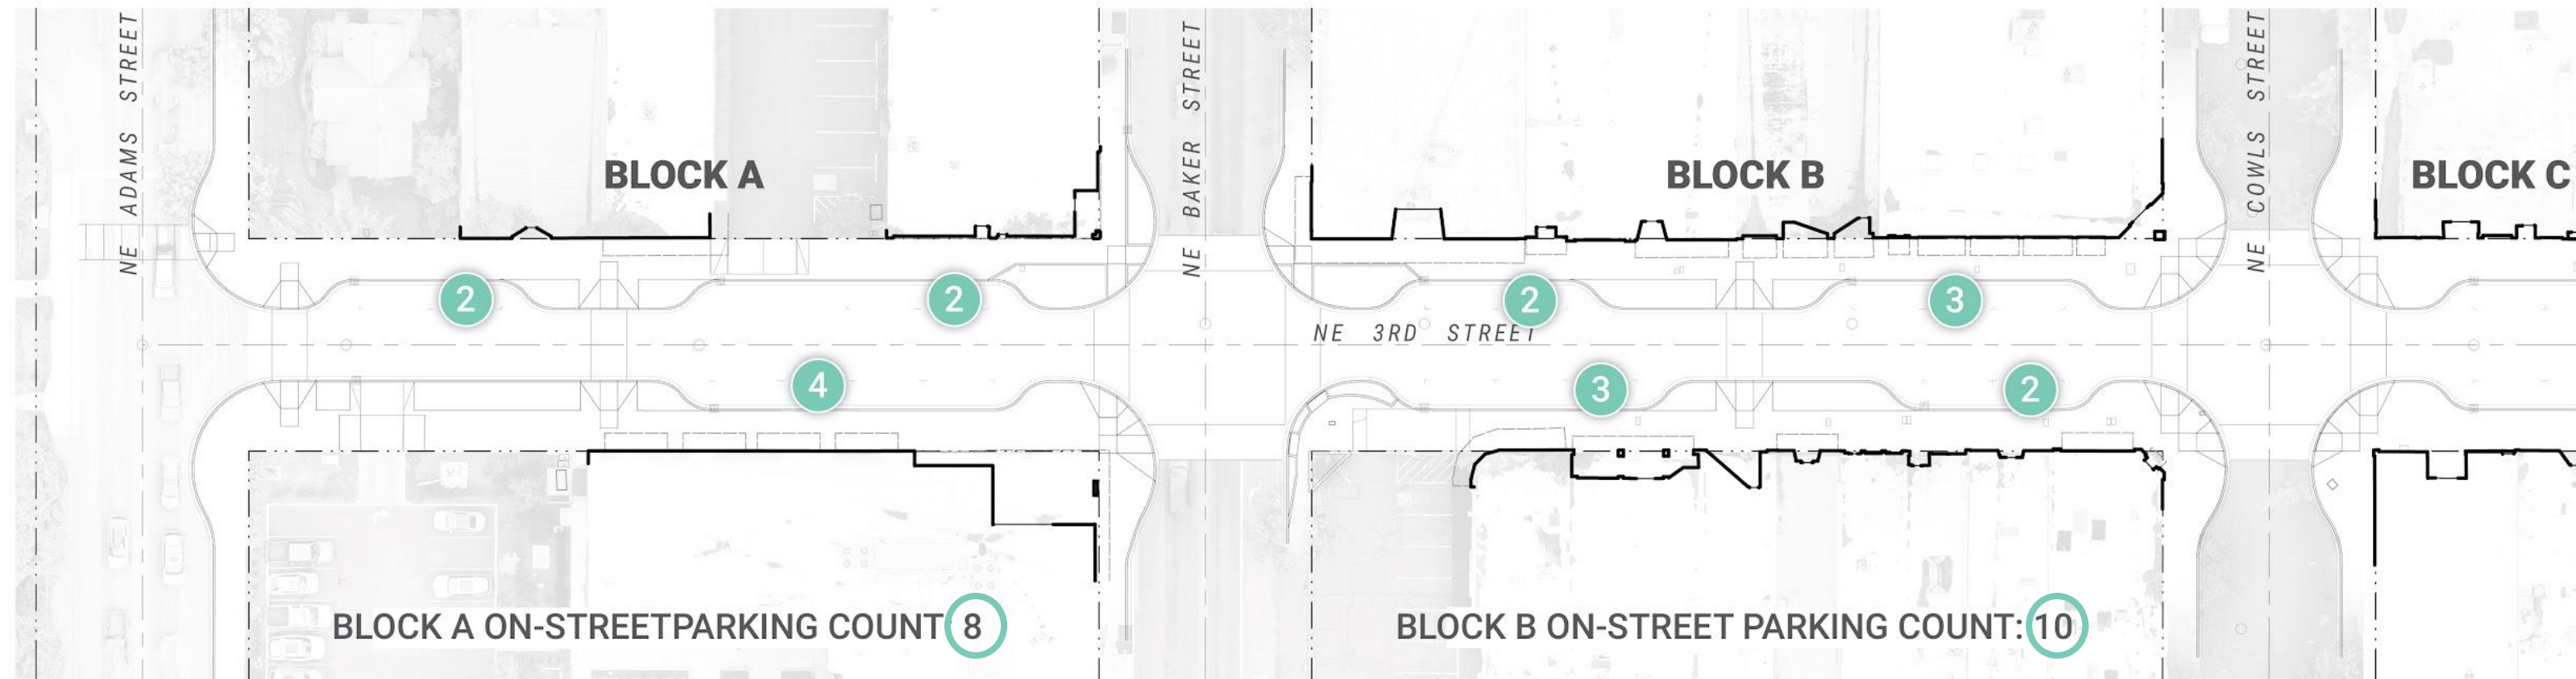 NE ADAMS STREET
BLOCK A
NE BAKER STREET
BLOCK B
NE COWLS STREET
BLOCK C
2
2
2
3
NE 3RD STREET
4
3
2
BLOCK A ON-STREETPARKING COUNT 8
BLOCK B ON-STREET PARKING COUNT: 10